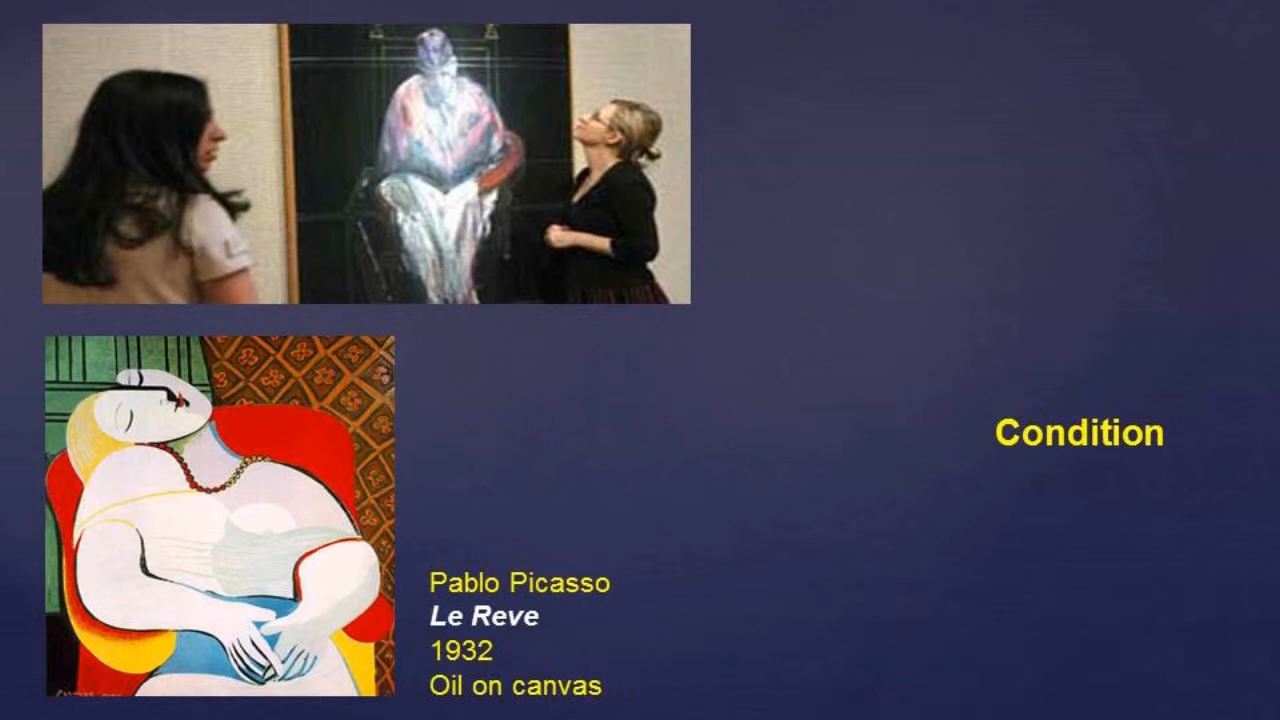 Condition
Pablo Picasso
Le Reve
1932
Oil on canvas